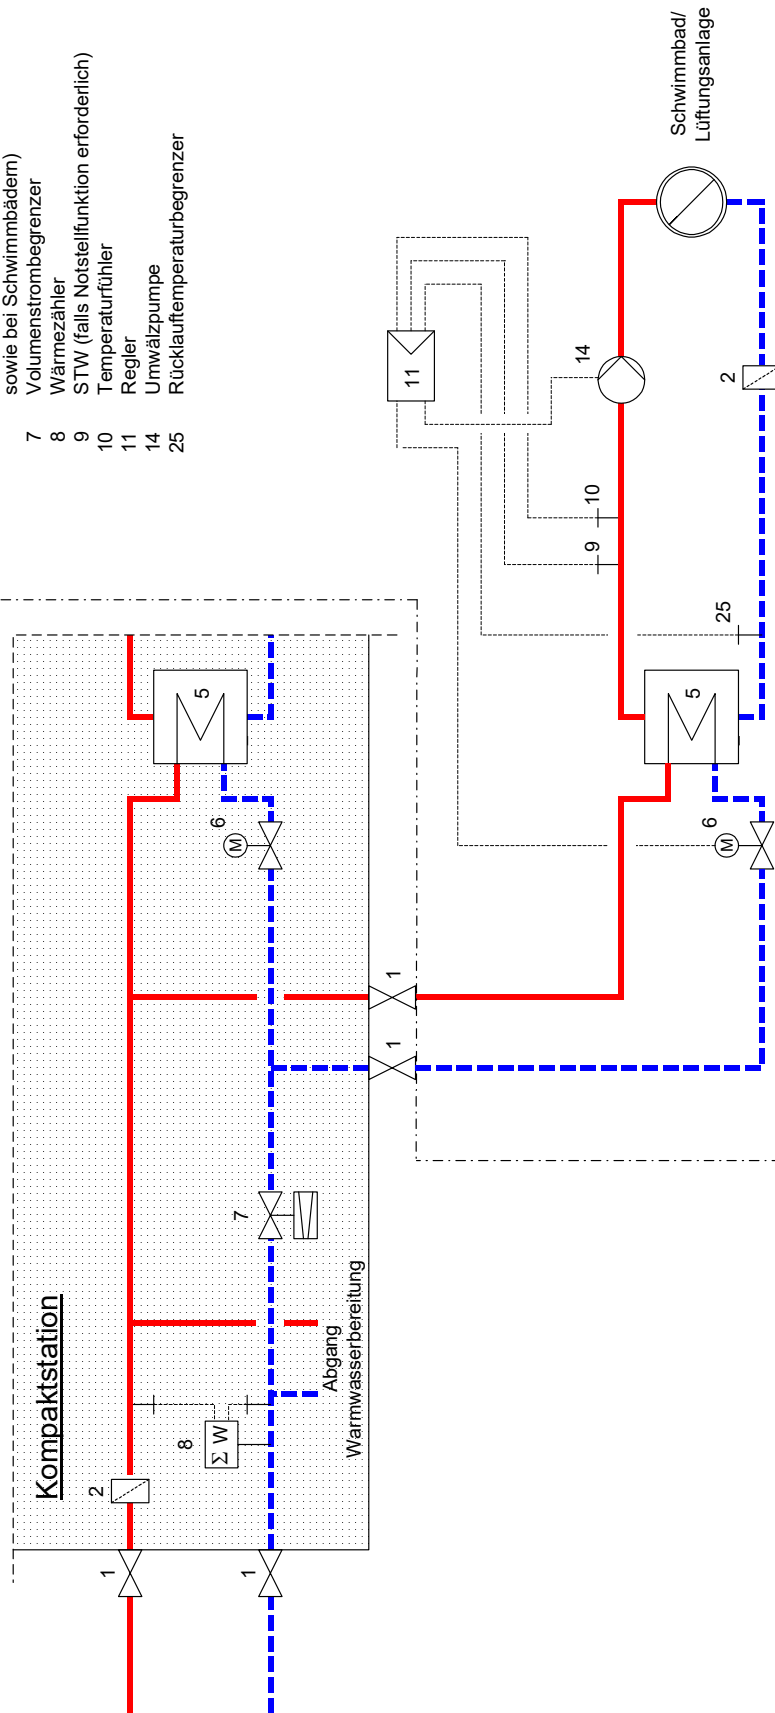 sowie bei Schwimmbädern)
7 Volumenstrombegrenzer
8 Wärmezähler
9 STW (falls Notstellfunktion erforderlich)
10 Temperaturfühler
11 Regler
14 Umwälzpumpe
25 Rücklauftemperaturbegrenzer
Kompaktstation
1
2
8
Σ W
1
Abgang
Warmwasserbereitung
7
6
M
5
1
1
11
14
10
9
25
5
6
M
2
Schwimmbad/
Lüftungsanlage